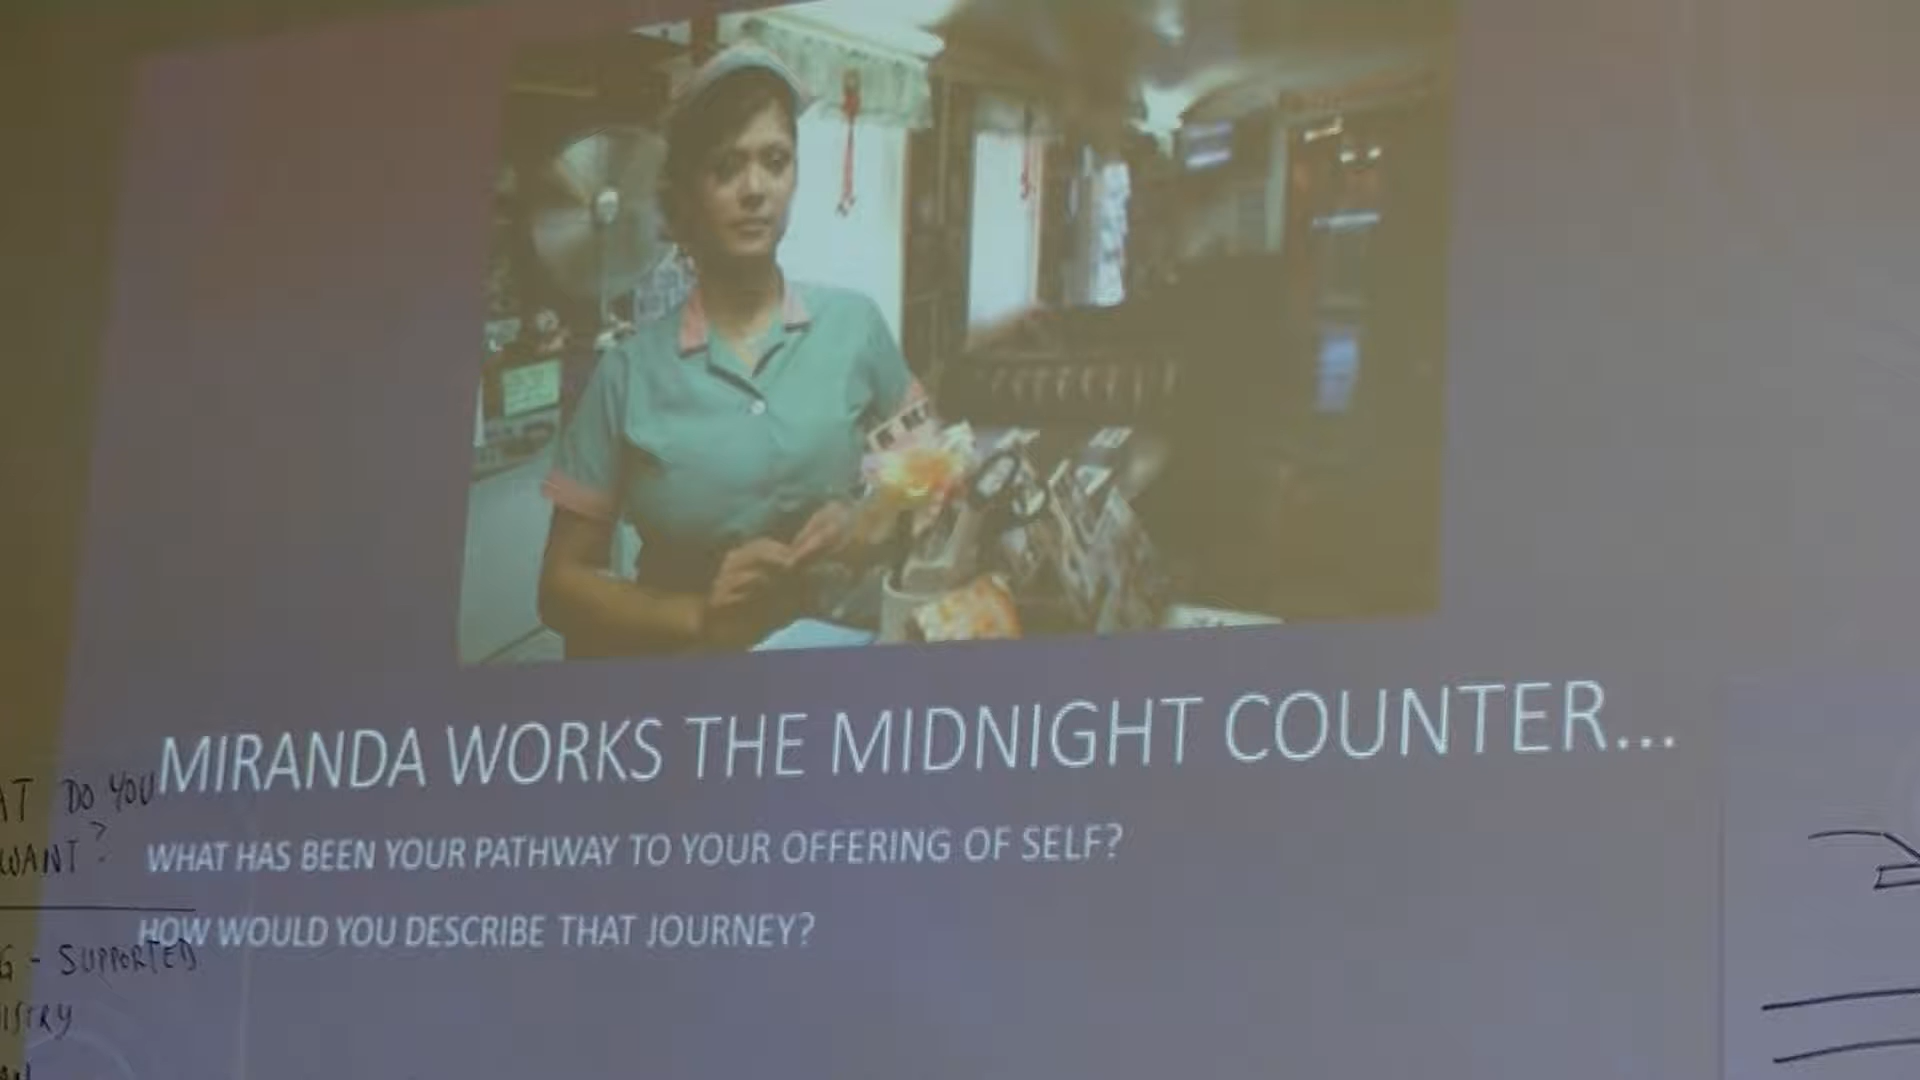 MIRANDA WORKS THE MIDNIGHT COUNTER...
WHAT HAS BEEN YOUR PATHWAY TO YOUR OFFERING OF SELF?
HOW WOULD YOU DESCRIBE THAT JOURNEY?
DO YOU
WANT?
- SUPPORTED